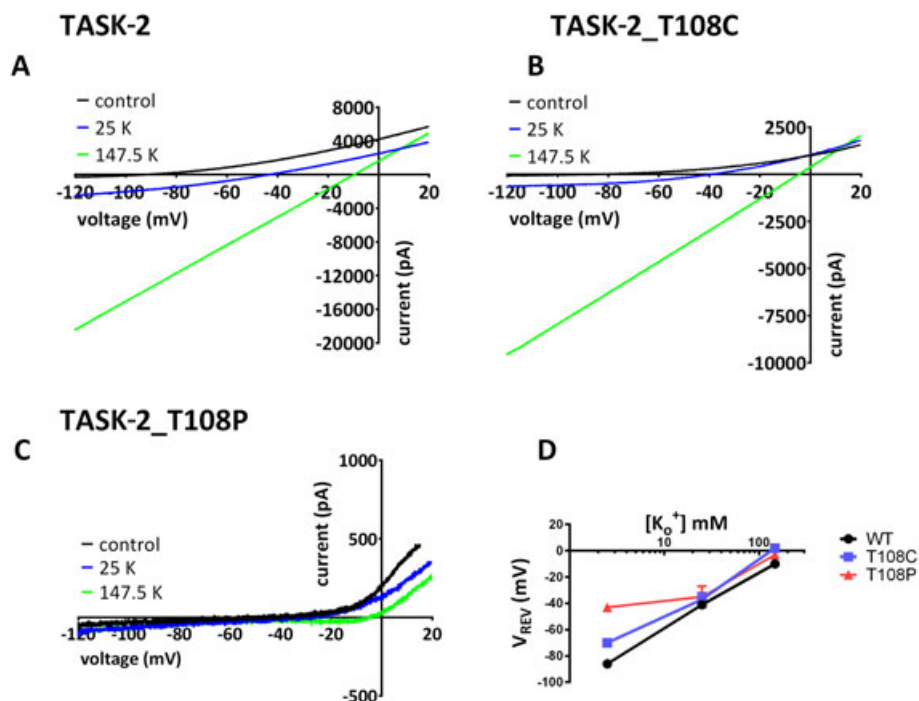 TASK-2
TASK-2_T108C
A
B
control
25 K
147.5 K
8000
4000
-120 -100 -80 -60 -40 -20 20
voltage (mV)
-4000
-8000
-12000
-16000
-20000
current (pA)
control
25 K
147.5 K
2500
-120 -100 -80 -60 -40 -20 20
voltage (mV)
-2500
-5000
-7500
-10000
current (pA)
TASK-2_T108P
C
D
control
25 K
147.5 K
1000
500
current (pA)
-120 -100 -80 -60 -40 -20 20
voltage (mV)
-500
[Ko+] mM
10 100
20
0
-20
-40
-60
-80
-100
VREV (mV)
WT
T108C
T108P